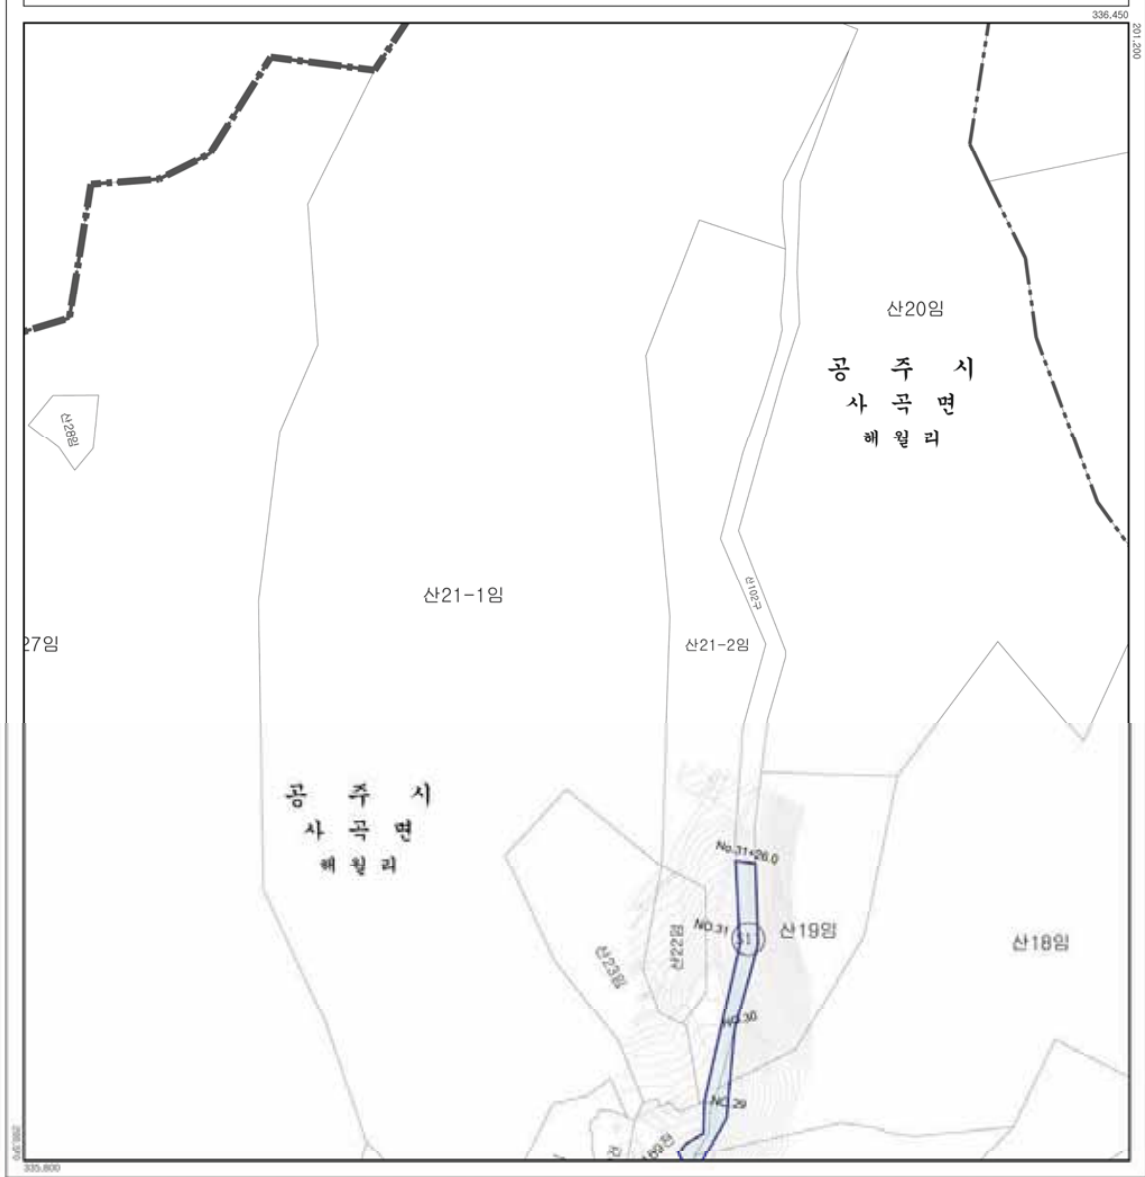 336,450
201,200
산20임
공 주 시
사 곡 면
해 월 리
산28임
산21-1임
산102구
27임
산21-2임
공 주 시
사 곡 면
해 월 리
No.31+26.0
NO.31
산19임
산22임
산23임
산18임
NO.30
NO.29
335,800